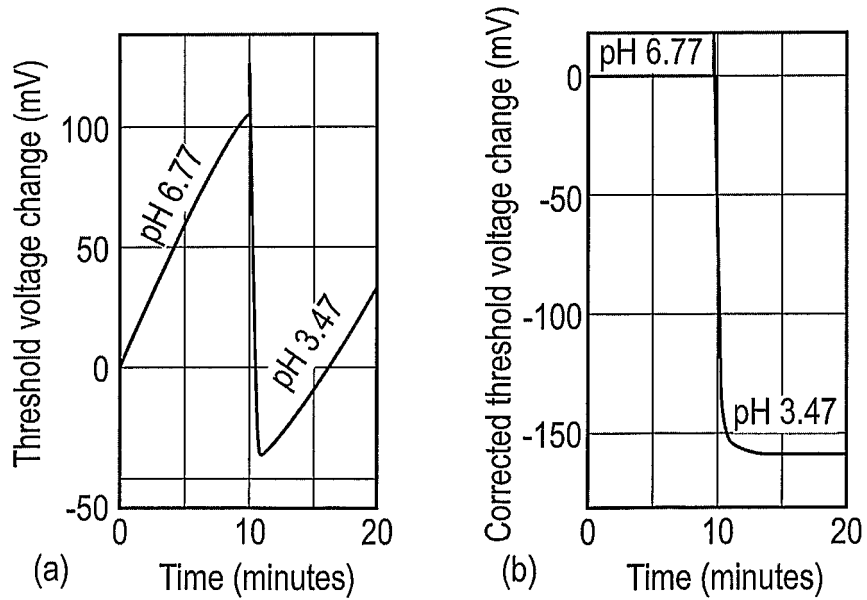 Threshold voltage change (mV)
100
50
0
-50
pH 6.77
pH 3.47
0
10
20
Time (minutes)
(a)
Corrected threshold voltage change (mV)
0
-50
-100
-150
pH 6.77
pH 3.47
0
10
20
Time (minutes)
(b)